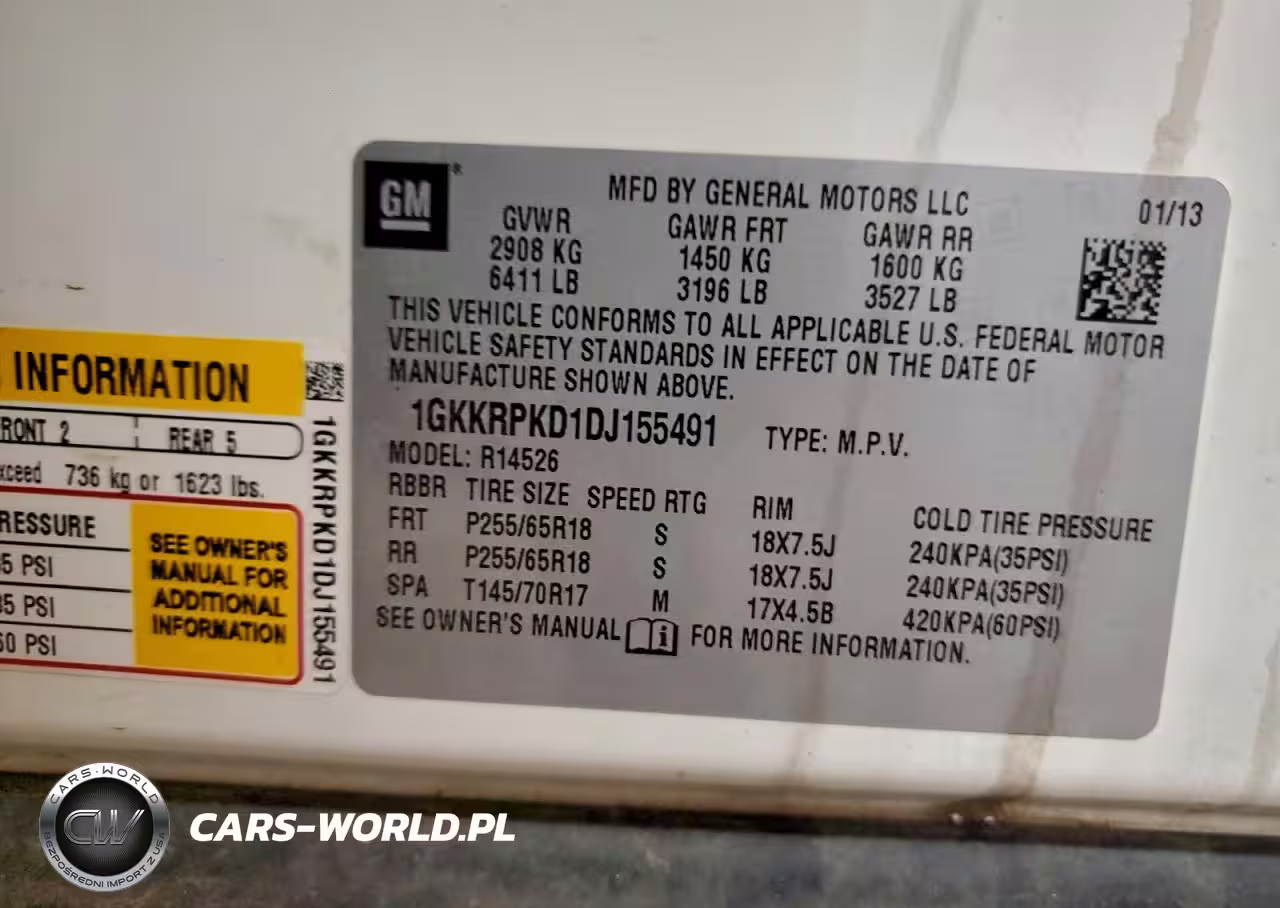 GM ®
MFD BY GENERAL MOTORS LLC
01/13
GVWR GAWR FRT GAWR RR
2908 KG 1450 KG 1600 KG
6411 LB 3196 LB 3527 LB
THIS VEHICLE CONFORMS TO ALL APPLICABLE U.S. FEDERAL MOTOR
VEHICLE SAFETY STANDARDS IN EFFECT ON THE DATE OF
MANUFACTURE SHOWN ABOVE.
1GKKRPKD1DJ155491 TYPE: M.P.V.
MODEL: R14526
RBBR TIRE SIZE SPEED RTG RIM COLD TIRE PRESSURE
FRT P255/65R18 S 18X7.5J 240KPA(35PSI)
RR P255/65R18 S 18X7.5J 240KPA(35PSI)
SPA T145/70R17 M 17X4.5B 420KPA(60PSI)
SEE OWNER'S MANUAL i FOR MORE INFORMATION.
INFORMATION
RONT 2 REAR 5
xceed 736 kg or 1623 lbs.
RESSURE
5 PSI
35 PSI
60 PSI
SEE OWNER'S
MANUAL FOR
ADDITIONAL
INFORMATION
1GKKRPKD1DJ155491
CARS-WORLD
CW
BEZPOŚREDNI IMPORT Z USA
CARS-WORLD.PL